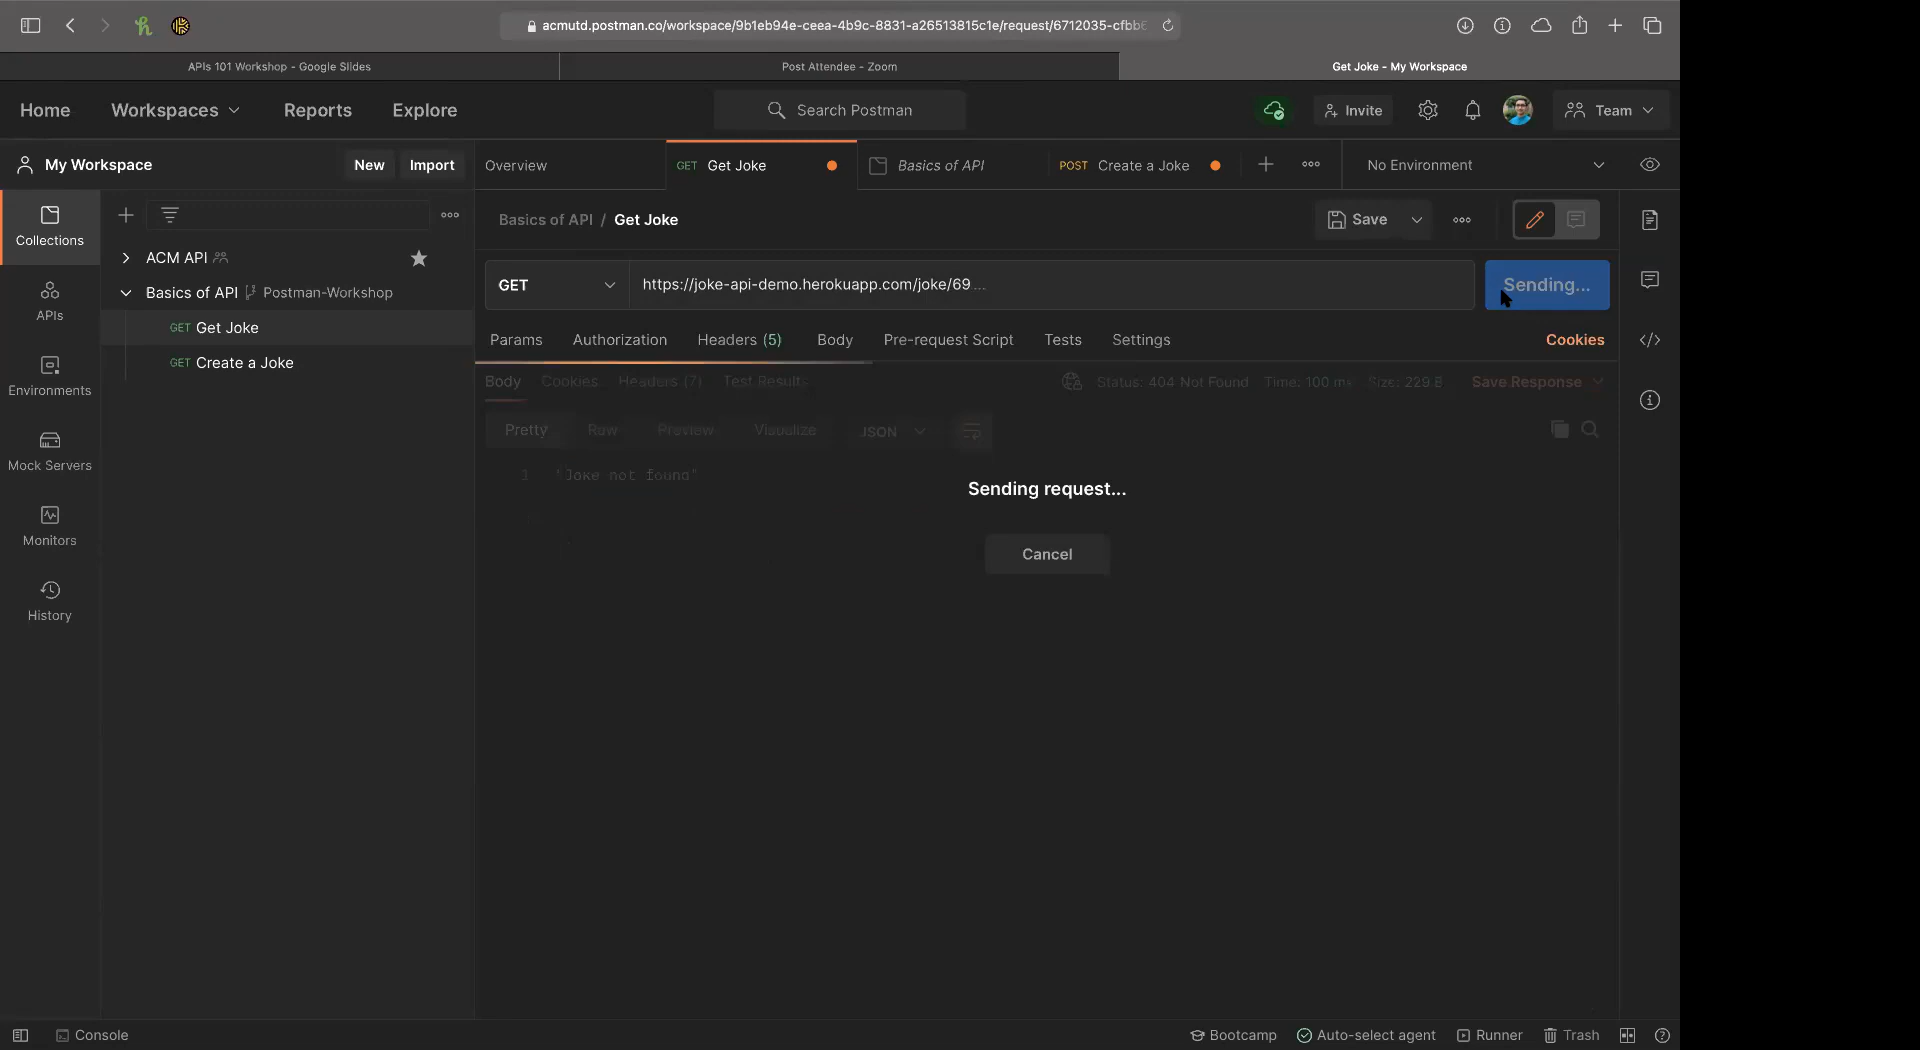 acmutd.postman.co/workspace/9b1eb94e-ceea-4b9c-8831-a26513815c1e/request/6712035-cfbb6
APIs 101 Workshop - Google Slides
Post Attendee - Zoom
Get Joke - My Workspace
Home
Workspaces
Reports
Explore
Search Postman
Invite
Team
My Workspace
New
Import
Overview
GET Get Joke
Basics of API
POST Create a Joke
No Environment
Collections
APIs
Environments
Mock Servers
Monitors
History
ACM API
Basics of API Postman-Workshop
GET Get Joke
GET Create a Joke
Basics of API / Get Joke
Save
GET
https://joke-api-demo.herokuapp.com/joke/69 ...
Sending...
Params
Authorization
Headers (5)
Body
Pre-request Script
Tests
Settings
Cookies
Body
Cookies
Headers (7)
Test Results
Status: 404 Not Found
Time: 100 ms
Size: 229 B
Save Response
Pretty
Raw
Preview
Visualize
JSON
1 "Joke not found"
Sending request...
Cancel
Console
Bootcamp
Auto-select agent
Runner
Trash